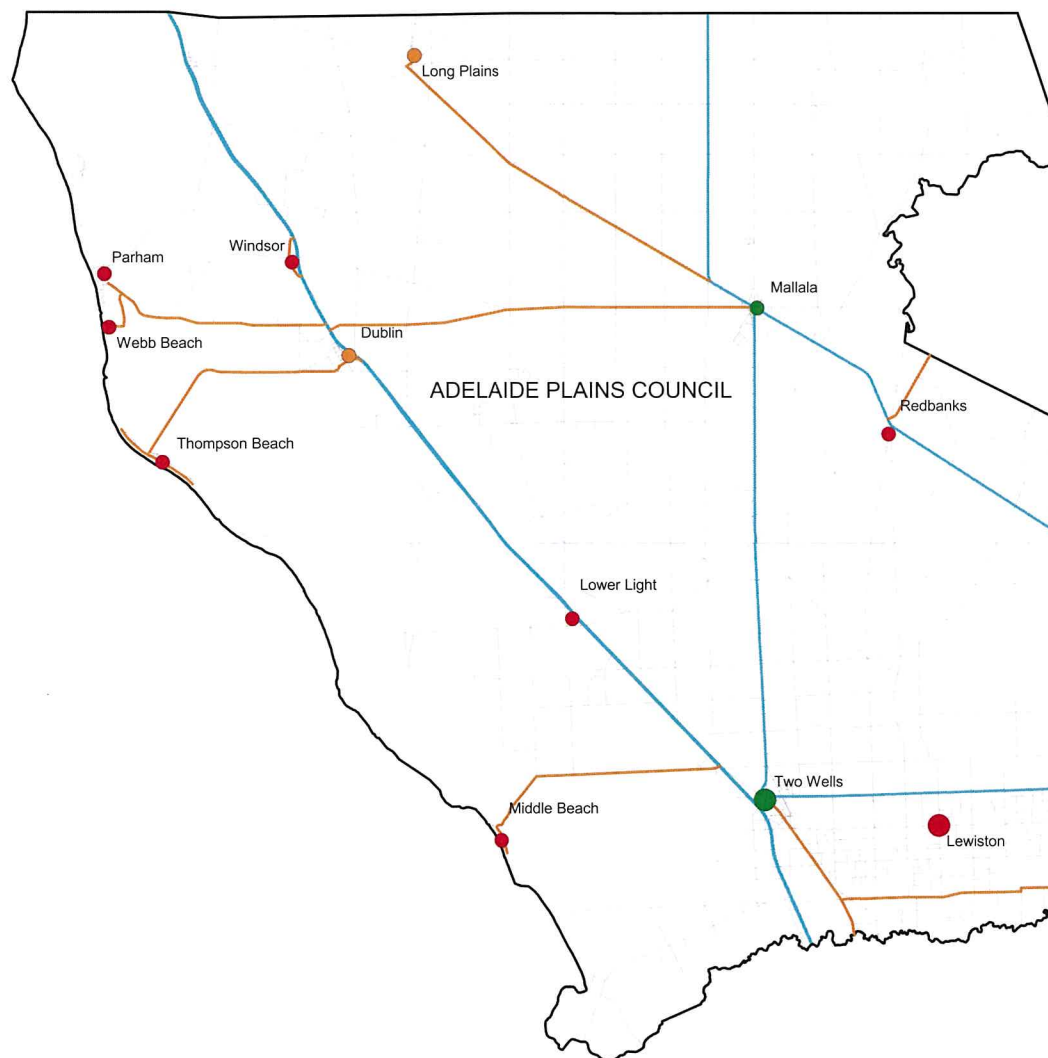 Long Plains
Windsor
Parham
Mallala
Webb Beach
Dublin
ADELAIDE PLAINS COUNCIL
Redbanks
Thompson Beach
Lower Light
Two Wells
Middle Beach
Lewiston